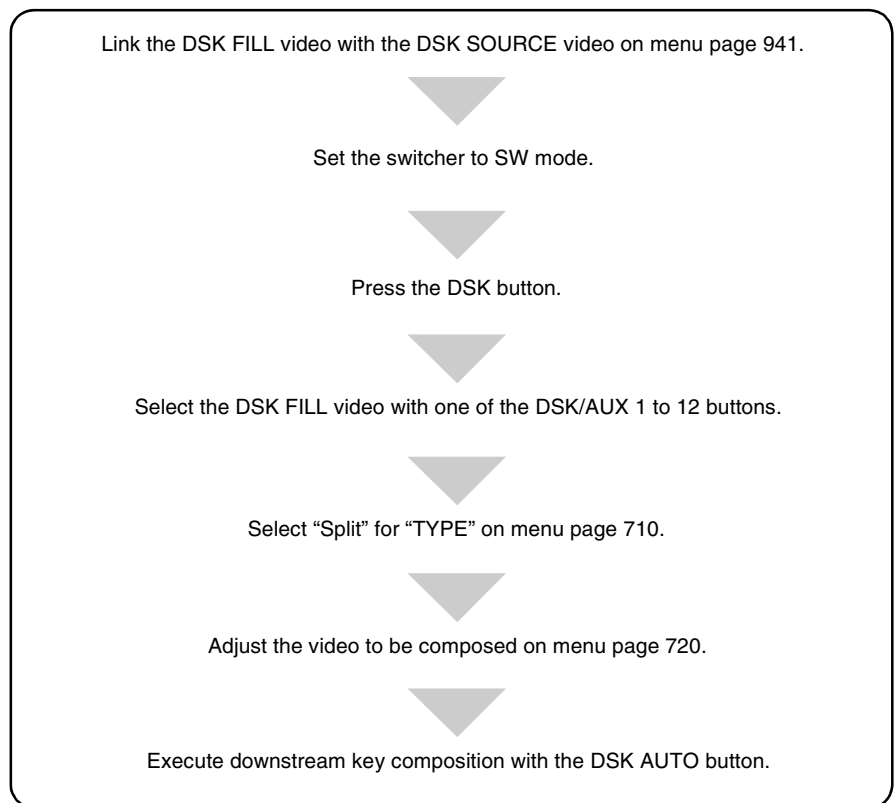 Link the DSK FILL video with the DSK SOURCE video on menu page 941.
Set the switcher to SW mode.
Press the DSK button.
Select the DSK FILL video with one of the DSK/AUX 1 to 12 buttons.
Select “Split” for “TYPE” on menu page 710.
Adjust the video to be composed on menu page 720.
Execute downstream key composition with the DSK AUTO button.